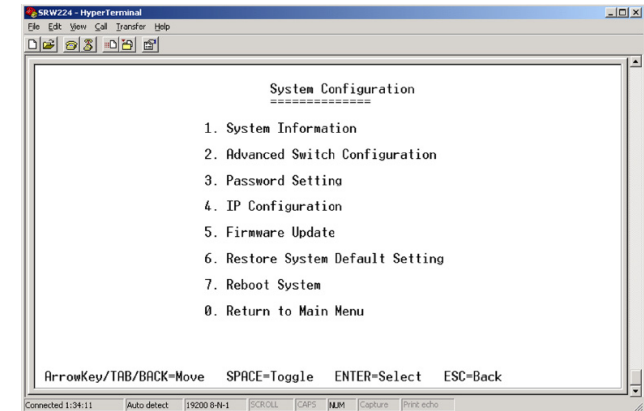 SRW224 - HyperTerminal
File Edit View Call Transfer Help
System Configuration
==============
1. System Information
2. Advanced Switch Configuration
3. Password Setting
4. IP Configuration
5. Firmware Update
6. Restore System Default Setting
7. Reboot System
0. Return to Main Menu
ArrowKey/TAB/BACK=Move SPACE=Toggle ENTER=Select ESC=Back
Connected 1:34:11 Auto detect 19200 8-N-1 SCROLL CAPS NUM Capture Print echo